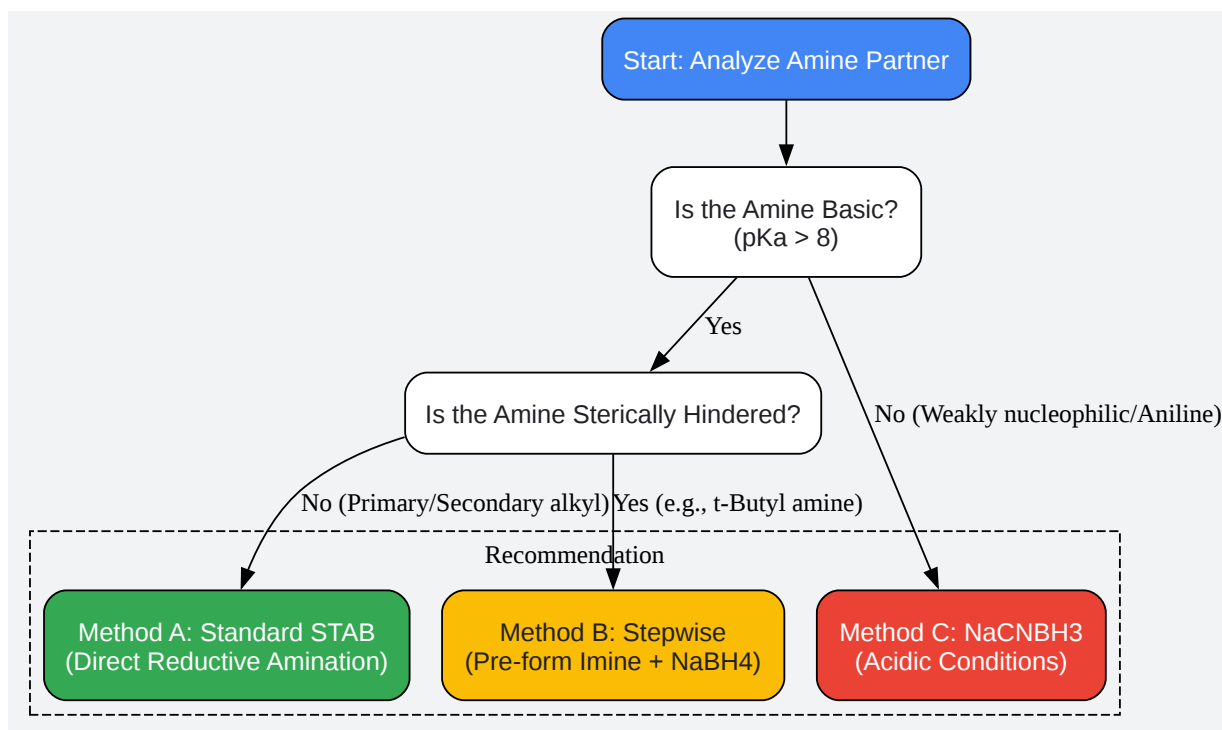 Start: Analyze Amine Partner
Is the Amine Basic?
(pKa > 8)
Yes
Is the Amine Sterically Hindered?
No (Weakly nucleophilic/Aniline)
No (Primary/Secondary alkyl)
Yes (e.g., t-Butyl amine)
Recommendation
Method A: Standard STAB
(Direct Reductive Amination)
Method B: Stepwise
(Pre-form Imine + NaBH4)
Method C: NaCNBH3
(Acidic Conditions)